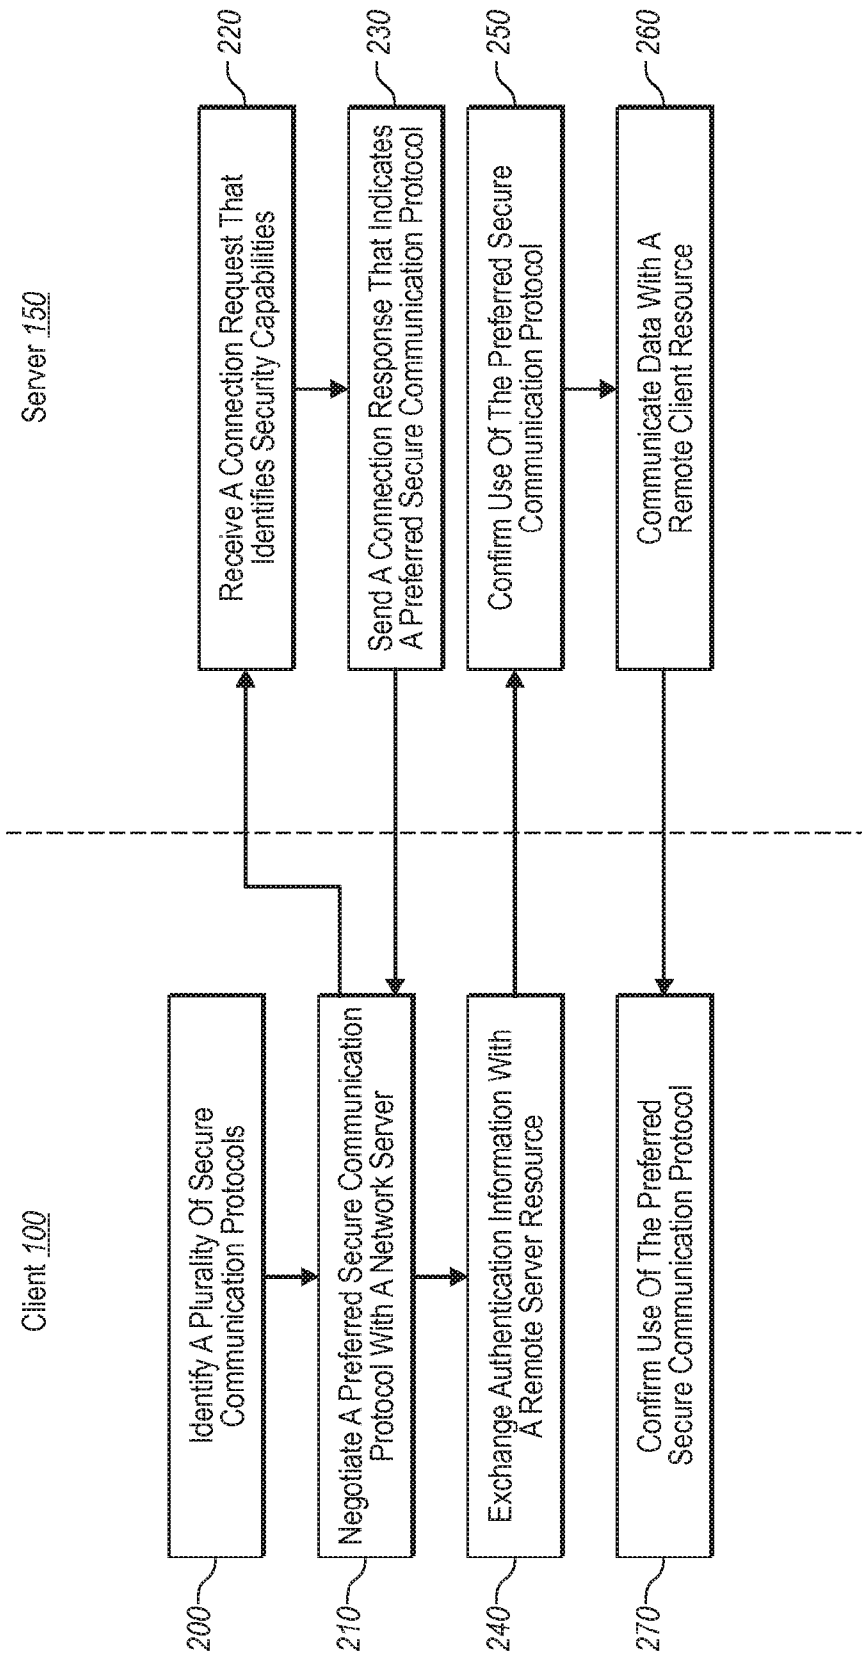 Client 100
Server 150
200
Identify A Plurality Of Secure
Communication Protocols
210
Negotiate A Preferred Secure Communication
Protocol With A Network Server
220
Receive A Connection Request That
Identifies Security Capabilities
230
Send A Connection Response That Indicates
A Preferred Secure Communication Protocol
240
Exchange Authentication Information With
A Remote Server Resource
250
Confirm Use Of The Preferred Secure
Communication Protocol
260
Communicate Data With A
Remote Client Resource
270
Confirm Use Of The Preferred
Secure Communication Protocol